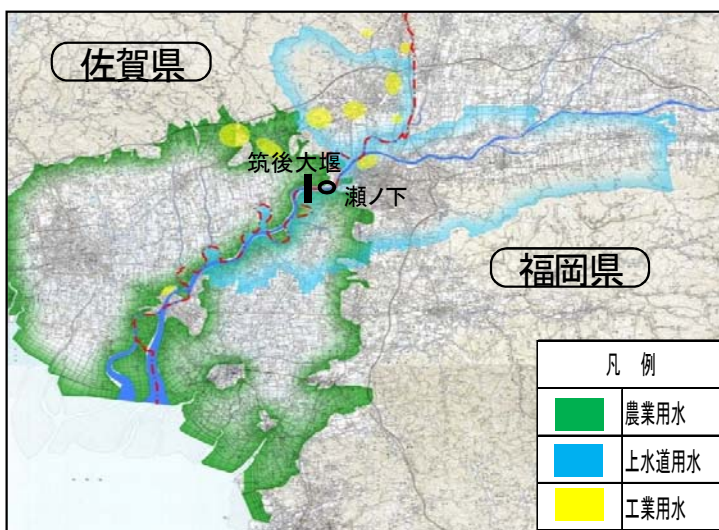 佐賀県
筑後大堰
瀬ノ下
福岡県
凡 例
農業用水
上水道用水
工業用水